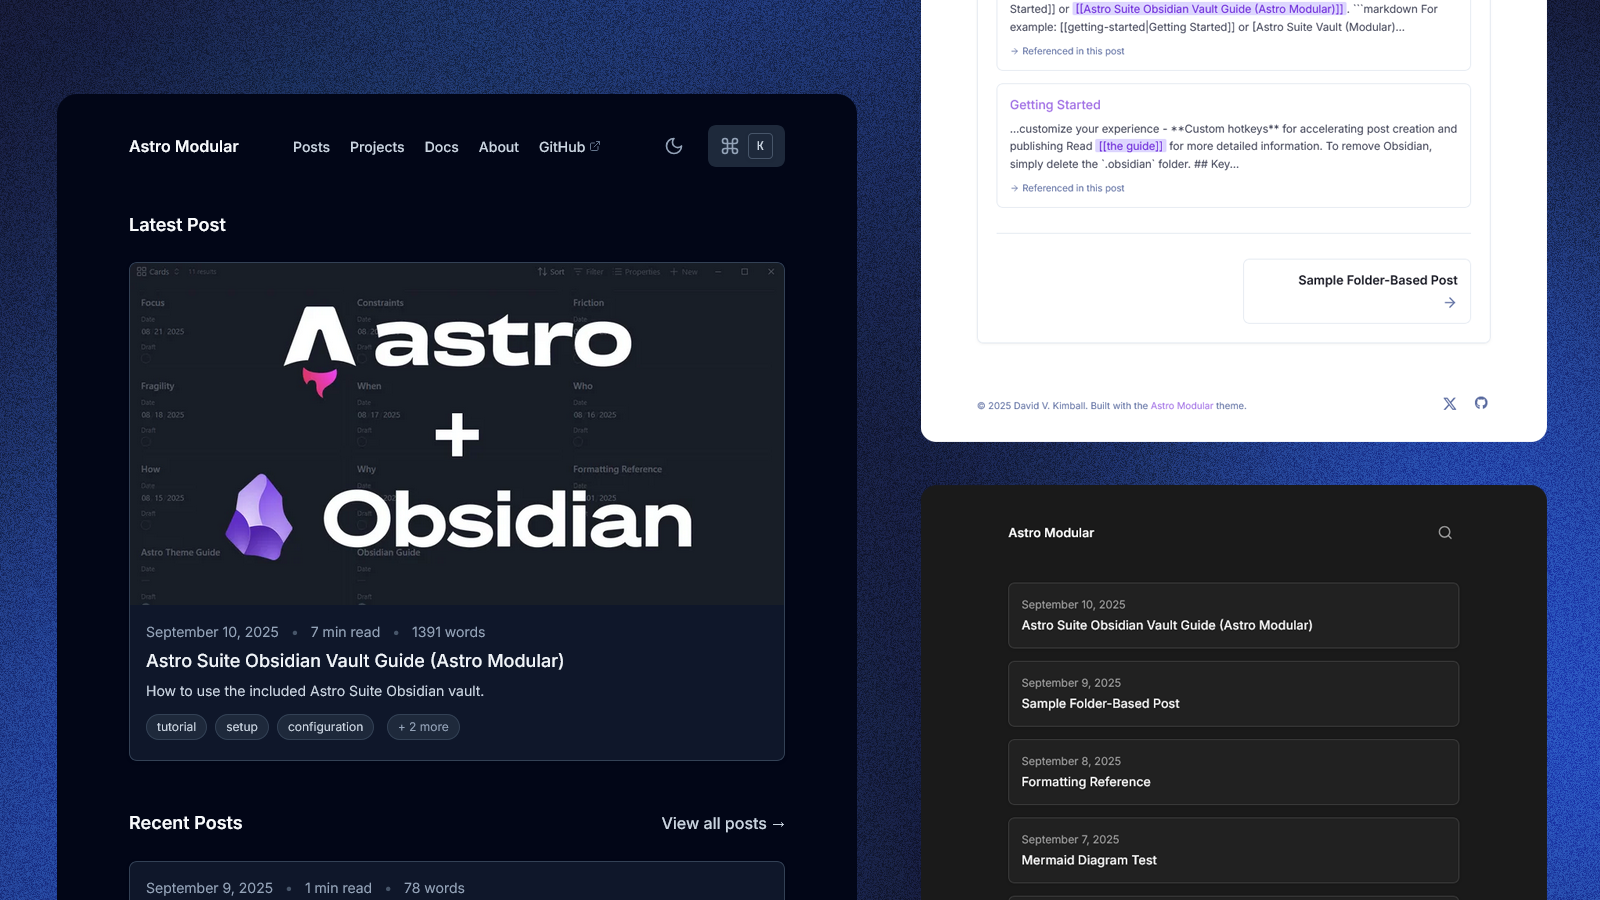 Astro Modular
Posts Projects Docs About GitHub
K
Latest Post
Cards 11 results Sort Filter Properties New
Focus Constraints Friction
Date Date Date
08 21 2025
Draft
astro
Fragility When Who
Date Date Date
08 18 2025 08 17 2025 08 16 2025
Draft Draft Draft
+
How Why Formatting Reference
Date Date Date
08 15 2025
Draft
Obsidian
Astro Theme Guide Obsidian Guide
Date Date
Draft Draft
September 10, 2025 • 7 min read • 1391 words
Astro Suite Obsidian Vault Guide (Astro Modular)
How to use the included Astro Suite Obsidian vault.
tutorial setup configuration + 2 more
Recent Posts View all posts →
September 9, 2025 • 1 min read • 78 words
Started]] or [[Astro Suite Obsidian Vault Guide (Astro Modular)]]. ```markdown For
example: [[getting-started|Getting Started]] or [Astro Suite Vault (Modular)...
→ Referenced in this post
Getting Started
...customize your experience - **Custom hotkeys** for accelerating post creation and
publishing Read [[the guide]] for more detailed information. To remove Obsidian,
simply delete the `.obsidian` folder. ## Key...
→ Referenced in this post
Sample Folder-Based Post
→
© 2025 David V. Kimball. Built with the Astro Modular theme.
Astro Modular
September 10, 2025
Astro Suite Obsidian Vault Guide (Astro Modular)
September 9, 2025
Sample Folder-Based Post
September 8, 2025
Formatting Reference
September 7, 2025
Mermaid Diagram Test